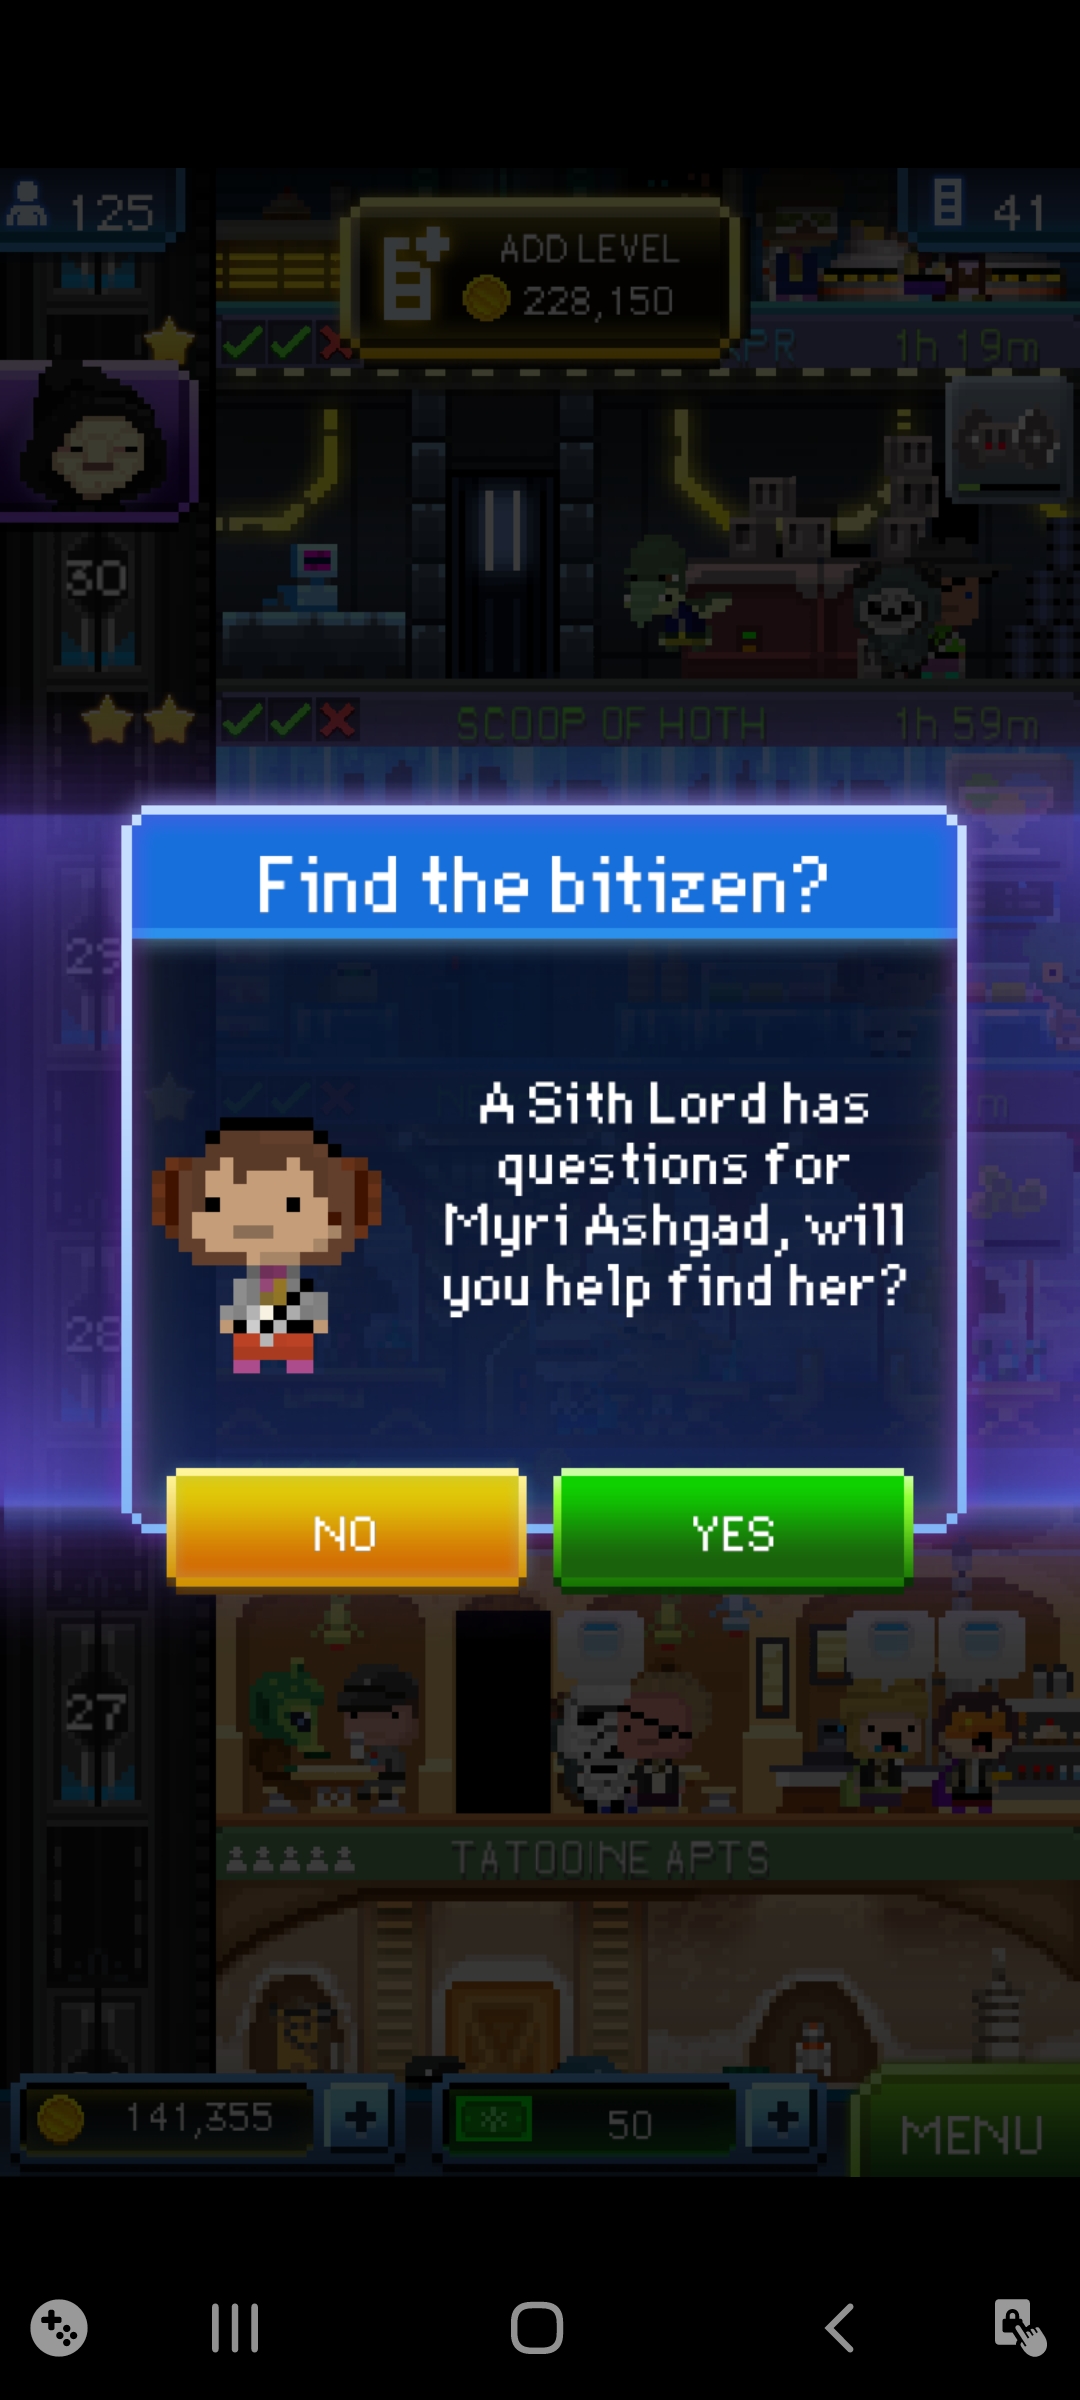 125
41
ADD LEVEL
228,150
1h 19m
30
SCOOP OF HOTH
1h 59m
Find the bitizen?
29
A Sith Lord has
questions for
Myri Ashgad, will
you help find her?
28
NO
YES
27
TATOOINE APTS
141,355
50
MENU